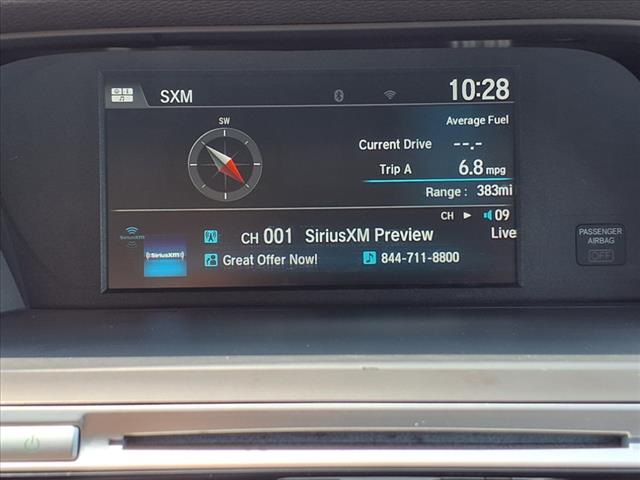 SXM
10:28
SW
Average Fuel
Current Drive --.-
Trip A 6.8 mpg
Range : 383mi
CH ▶ 09
CH 001 SiriusXM Preview Live
SiriusXM
((SiriusXM))
Great Offer Now! 844-711-8800
PASSENGER
AIRBAG
OFF